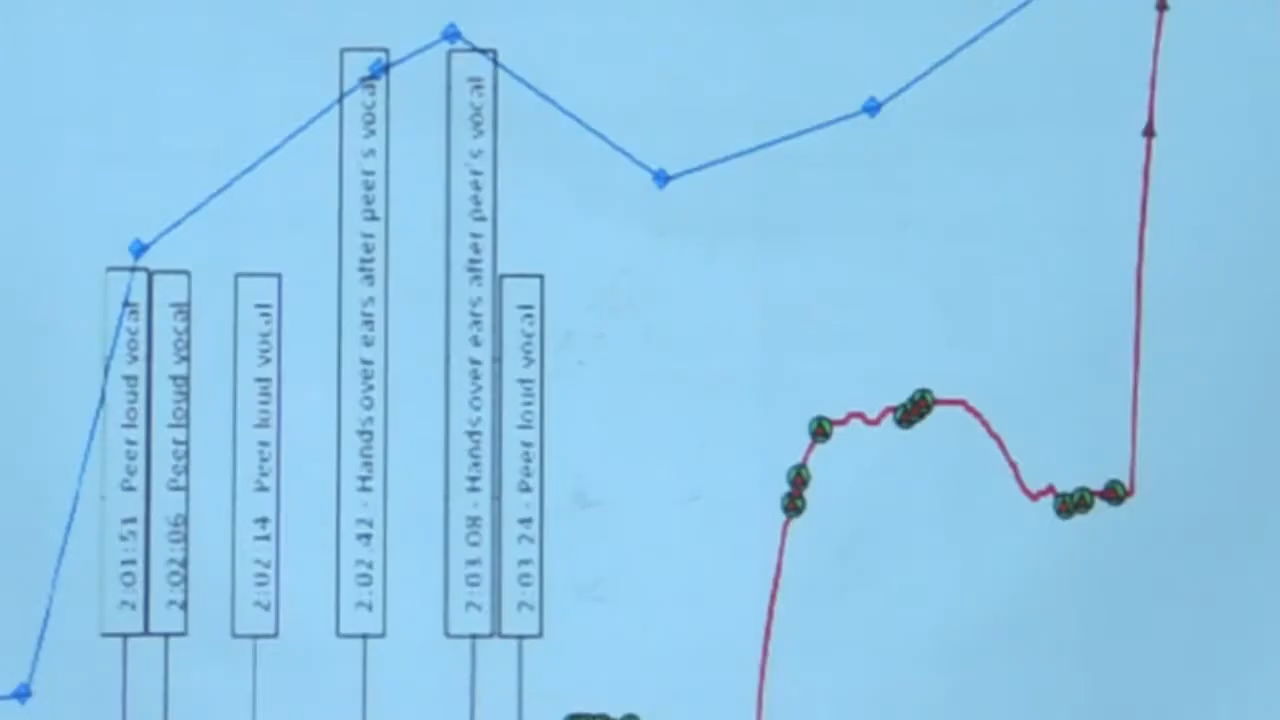 2:01:51 Peer loud vocal
2:02:06 Peer loud vocal
2:02:14 Peer loud vocal
2:02:42 - Hands over ears after peer's vocal
2:03:08 - Hands over ears after peer's vocal
2:03:24 - Peer loud vocal